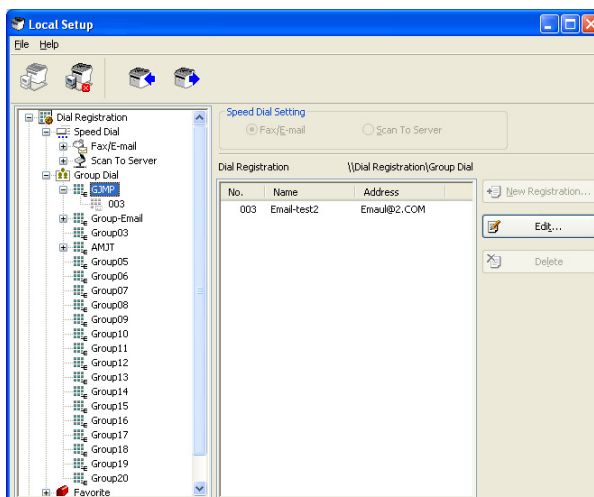 Local Setup
File Help
Dial Registration
Speed Dial
Fax/E-mail
Scan To Server
Group Dial
GJMP
003
Group-Email
Group03
AMJT
Group05
Group06
Group07
Group08
Group09
Group10
Group11
Group12
Group13
Group14
Group15
Group16
Group17
Group18
Group19
Group20
Favorite
Speed Dial Setting
Fax/E-mail Scan To Server
Dial Registration \\Dial Registration\Group Dial
No. Name Address
003 Email-test2 Emaul@2.COM
New Registration...
Edit...
Delete